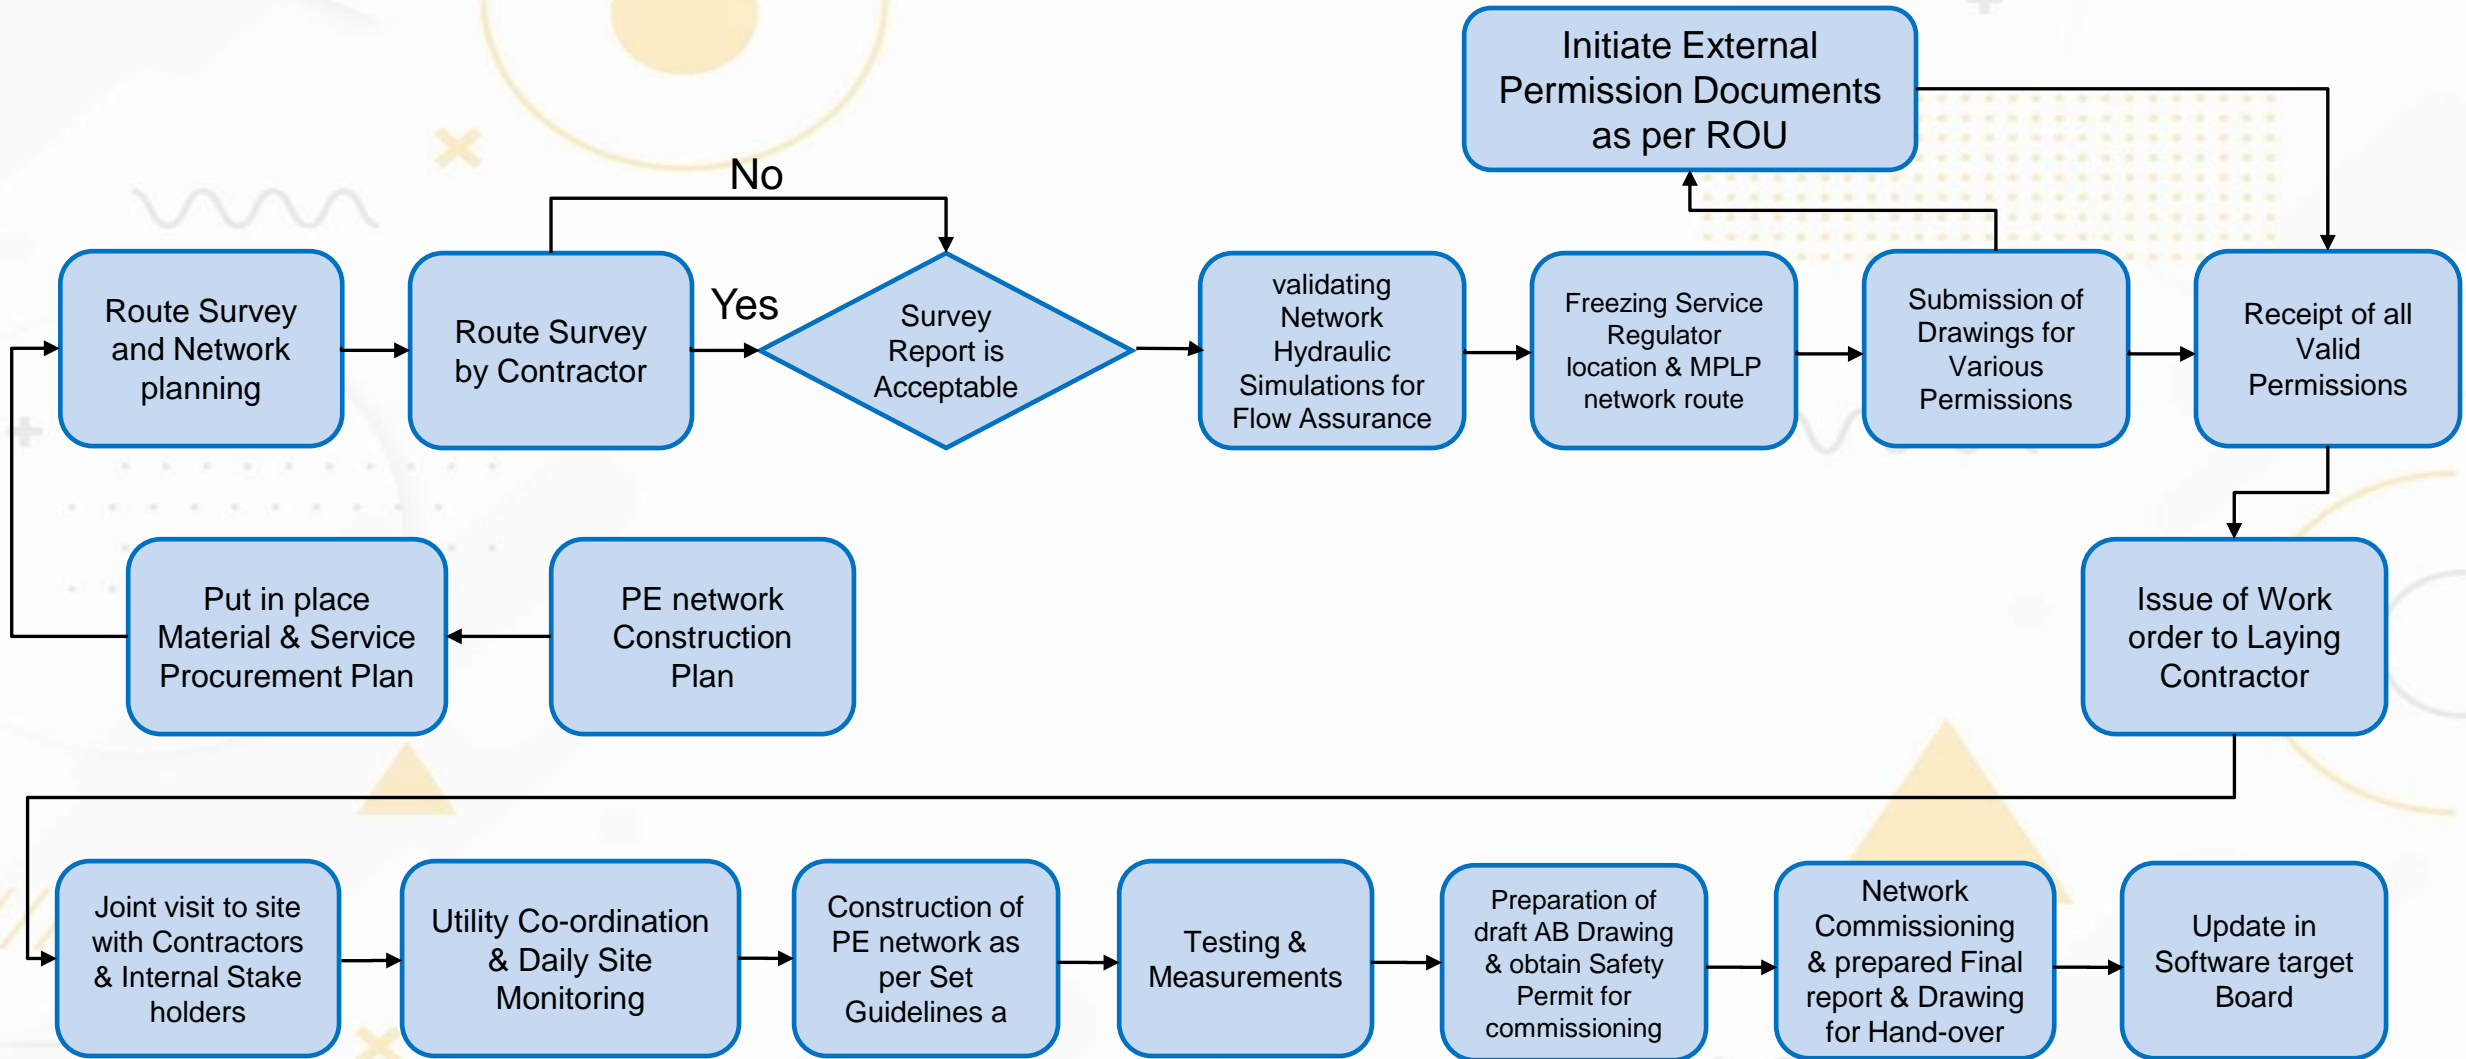 Initiate External
Permission Documents
as per ROU
No
Route Survey
and Network
planning
Route Survey
by Contractor
Yes
Survey
Report is
Acceptable
validating
Network
Hydraulic
Simulations for
Flow Assurance
Freezing Service
Regulator
location & MPLP
network route
Submission of
Drawings for
Various
Permissions
Receipt of all
Valid
Permissions
Put in place
Material & Service
Procurement Plan
PE network
Construction
Plan
Issue of Work
order to Laying
Contractor
Joint visit to site
with Contractors
& Internal Stake
holders
Utility Co-ordination
& Daily Site
Monitoring
Construction of
PE network as
per Set
Guidelines a
Testing &
Measurements
Preparation of
draft AB Drawing
& obtain Safety
Permit for
commissioning
Network
Commissioning
& prepared Final
report & Drawing
for Hand-over
Update in
Software target
Board